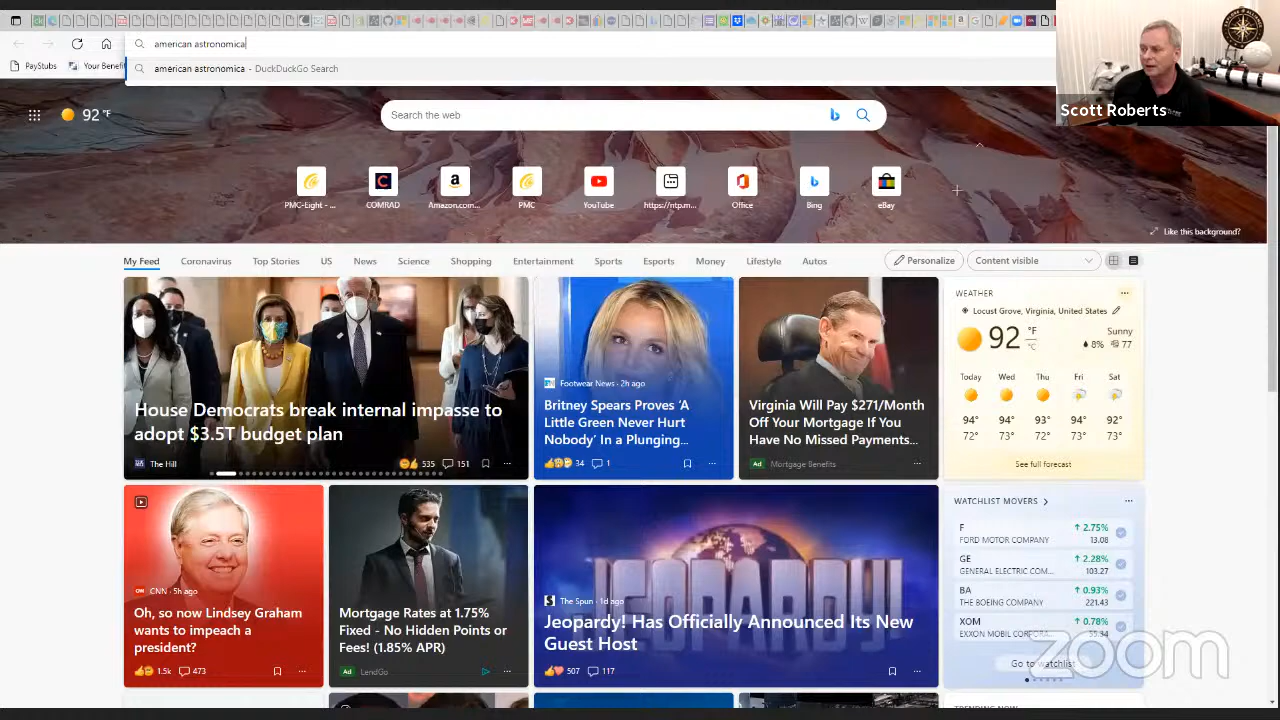 american astronomica
PayStubs
Your Benefit
american astronomica - DuckDuckGo Search
Scott Roberts
92 °F
Search the web
PMC-Eight - ...
COMRAD
Amazon.com...
PMC
YouTube
https://ntp.m...
Office
Bing
eBay
Like this background?
My Feed
Coronavirus
Top Stories
US
News
Science
Shopping
Entertainment
Sports
Esports
Money
Lifestyle
Autos
Personalize
Content visible
House Democrats break internal impasse to
adopt $3.5T budget plan
The Hill
535
151
Footwear News · 2h ago
Britney Spears Proves ‘A
Little Green Never Hurt
Nobody’ In a Plunging...
34
1
Virginia Will Pay $271/Month
Off Your Mortgage If You
Have No Missed Payments...
Ad
Mortgage Benefits
WEATHER
Locust Grove, Virginia, United States
92 °F
°C
Sunny
8%
77
Today
Wed
Thu
Fri
Sat
94°
94°
93°
94°
92°
72°
72°
73°
73°
73°
See full forecast
CNN · 5h ago
Oh, so now Lindsey Graham
wants to impeach a
president?
1.5k
473
Mortgage Rates at 1.75%
Fixed - No Hidden Points or
Fees! (1.85% APR)
Ad
LendGo
JEOPARDY!
The Spun · 1d ago
Jeopardy! Has Officially Announced Its New
Guest Host
507
117
WATCHLIST MOVERS
F
2.75%
FORD MOTOR COMPANY
13.08
GE
2.28%
GENERAL ELECTRIC COM...
103.27
BA
0.93%
THE BOEING COMPANY
221.43
XOM
0.78%
EXXON MOBIL CORPORA...
55.34
Go to watchlist
zoom